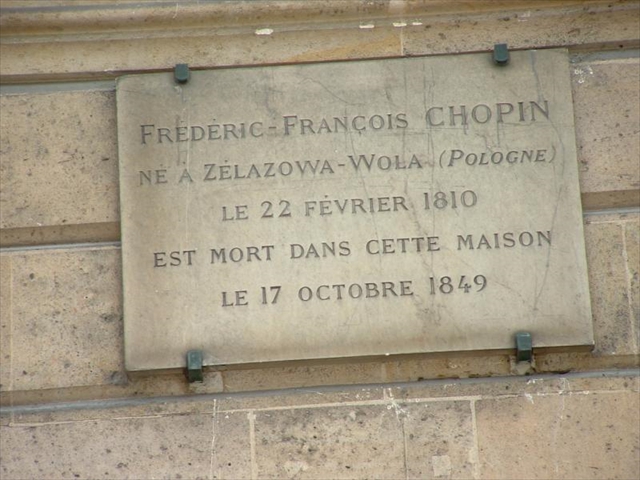 FRÉDÉRIC-FRANÇOIS CHOPIN
NÉ A ZÉLAZOWA-WOLA (POLOGNE)
LE 22 FÉVRIER 1810
EST MORT DANS CETTE MAISON
LE 17 OCTOBRE 1849